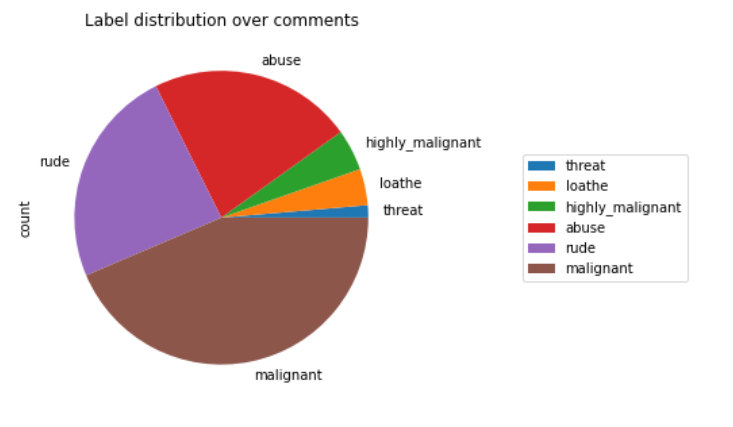 Label distribution over comments
abuse
highly_malignant
rude
loathe
threat
count
malignant
threat
loathe
highly_malignant
abuse
rude
malignant